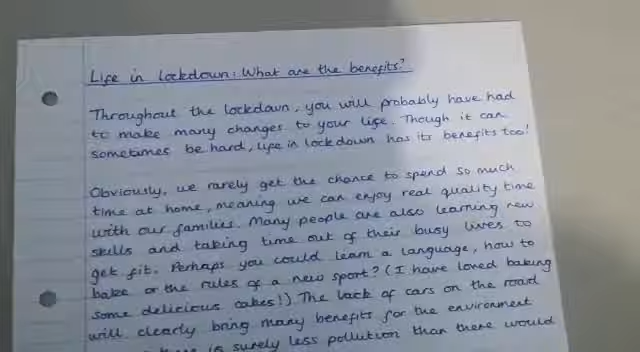 Life in lockdown: What are the benefits?
Throughout the lockdown, you will probably have had
to make many changes to your life. Though it can
sometimes be hard, life in lockdown has its benefits too!
Obviously, we rarely get the chance to spend so much
time at home, meaning we can enjoy real quality time
with our families. Many people are also learning new
skills and taking time out of their busy lives to
get fit. Perhaps you could learn a language, how to
bake or the rules of a new sport? (I have loved baking
some delicious cakes!) The lack of cars on the road
will clearly bring many benefits for the environment
is surely less pollution than there would